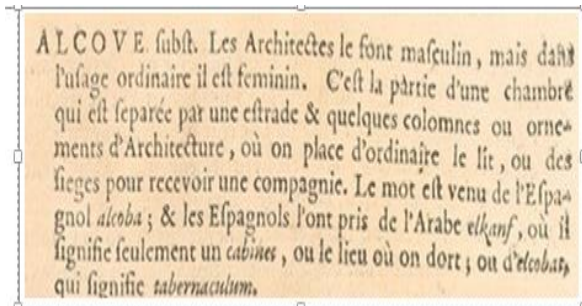 ALCOVE. subst. Les Architectes le font masculin, mais dans
l'usage ordinaire il est feminin. C'est la partie d'une chambre
qui est separée par une estrade & quelques colomnes ou orne-
ments d'Architecture, où on place d'ordinaire le lit, ou des
sieges pour recevoir une compagnie. Le mot est venu de l'Espa-
gnol alcoba ; & les Espagnols l'ont pris de l'Arabe elkanf, où il
signifie seulement un cabinet, ou le lieu où on dort ; ou d'elcobat,
qui signifie tabernaculum.